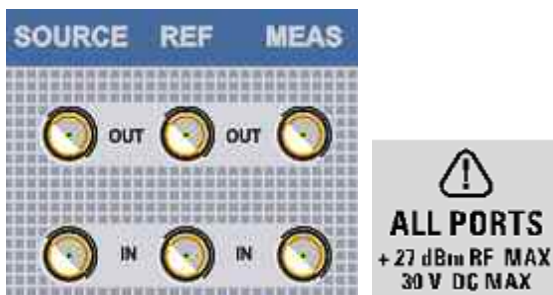 SOURCE REF MEAS
OUT OUT
IN IN
ALL PORTS
+ 27 dBm RF MAX
30 V DC MAX